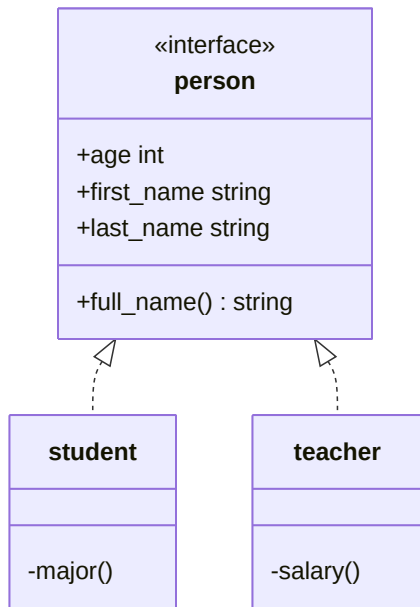 «interface»
person
+age int
+first_name string
+last_name string
+full_name() : string
student
teacher
-major()
-salary()